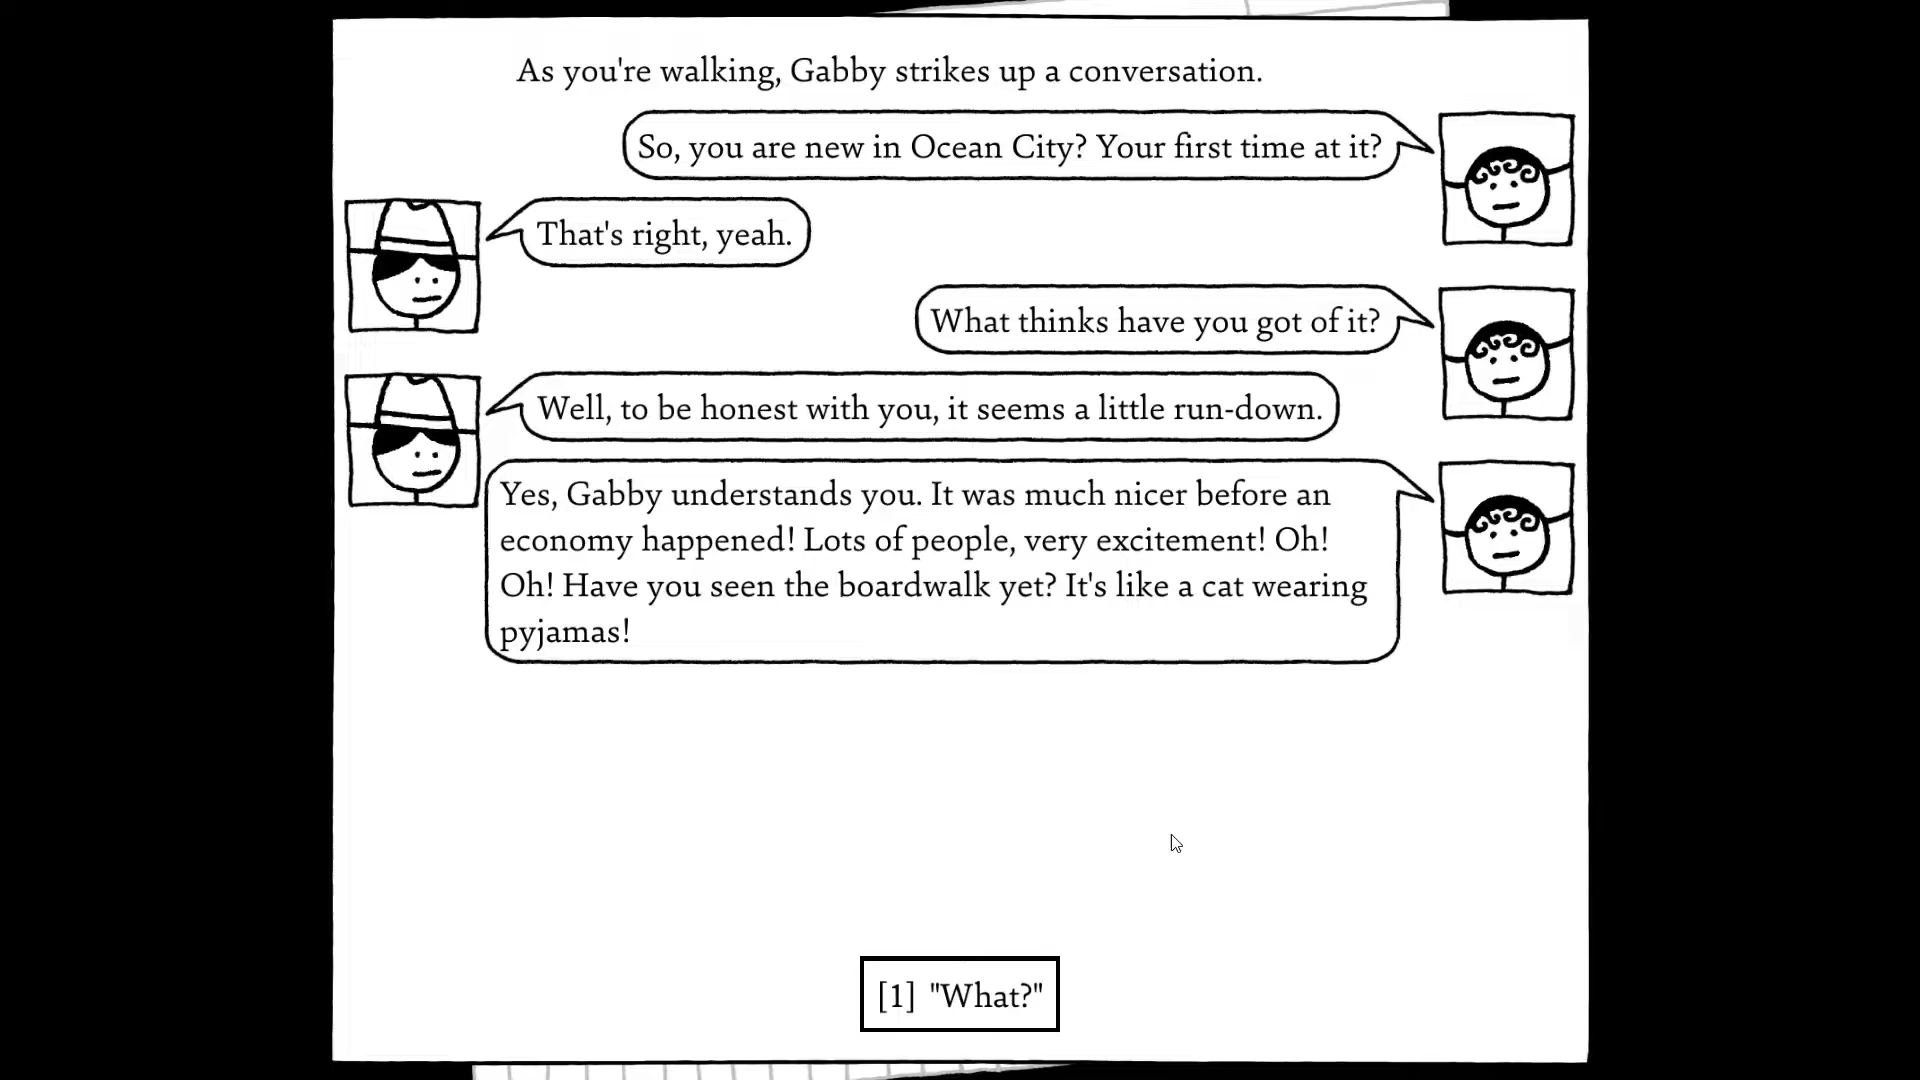 As you're walking, Gabby strikes up a conversation.
So, you are new in Ocean City? Your first time at it?
That's right, yeah.
What thinks have you got of it?
Well, to be honest with you, it seems a little run-down.
Yes, Gabby understands you. It was much nicer before an
economy happened! Lots of people, very excitement! Oh!
Oh! Have you seen the boardwalk yet? It's like a cat wearing
pyjamas!
[1] "What?"